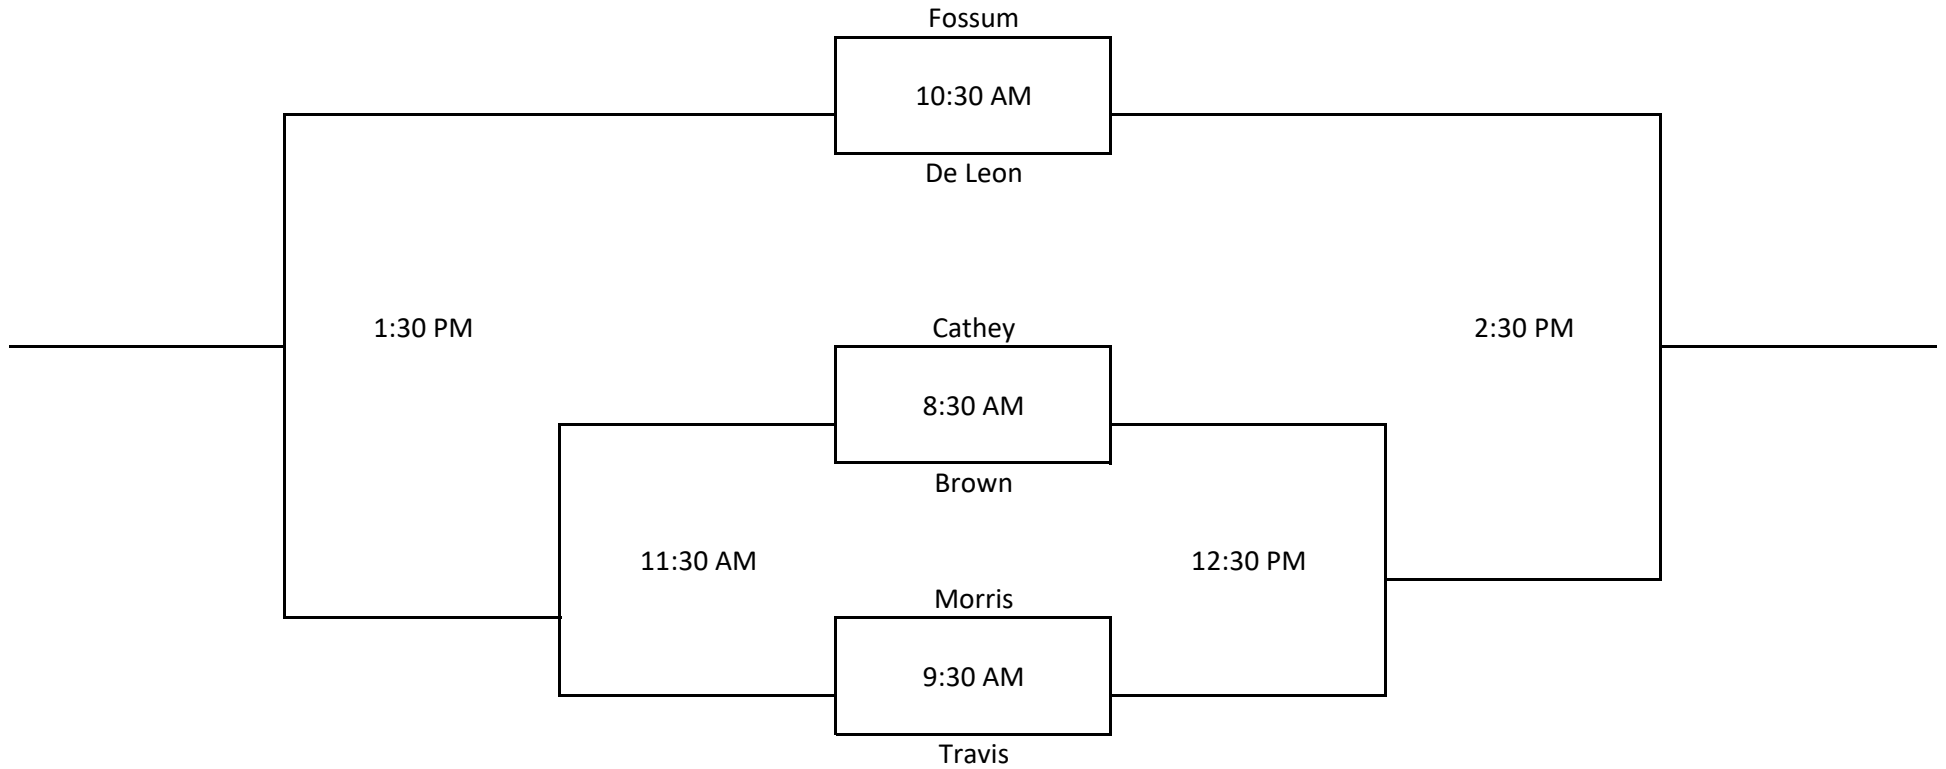 Fossum
10:30 AM
De Leon
1:30 PM
Cathey
2:30 PM
8:30 AM
Brown
11:30 AM
12:30 PM
Morris
9:30 AM
Travis